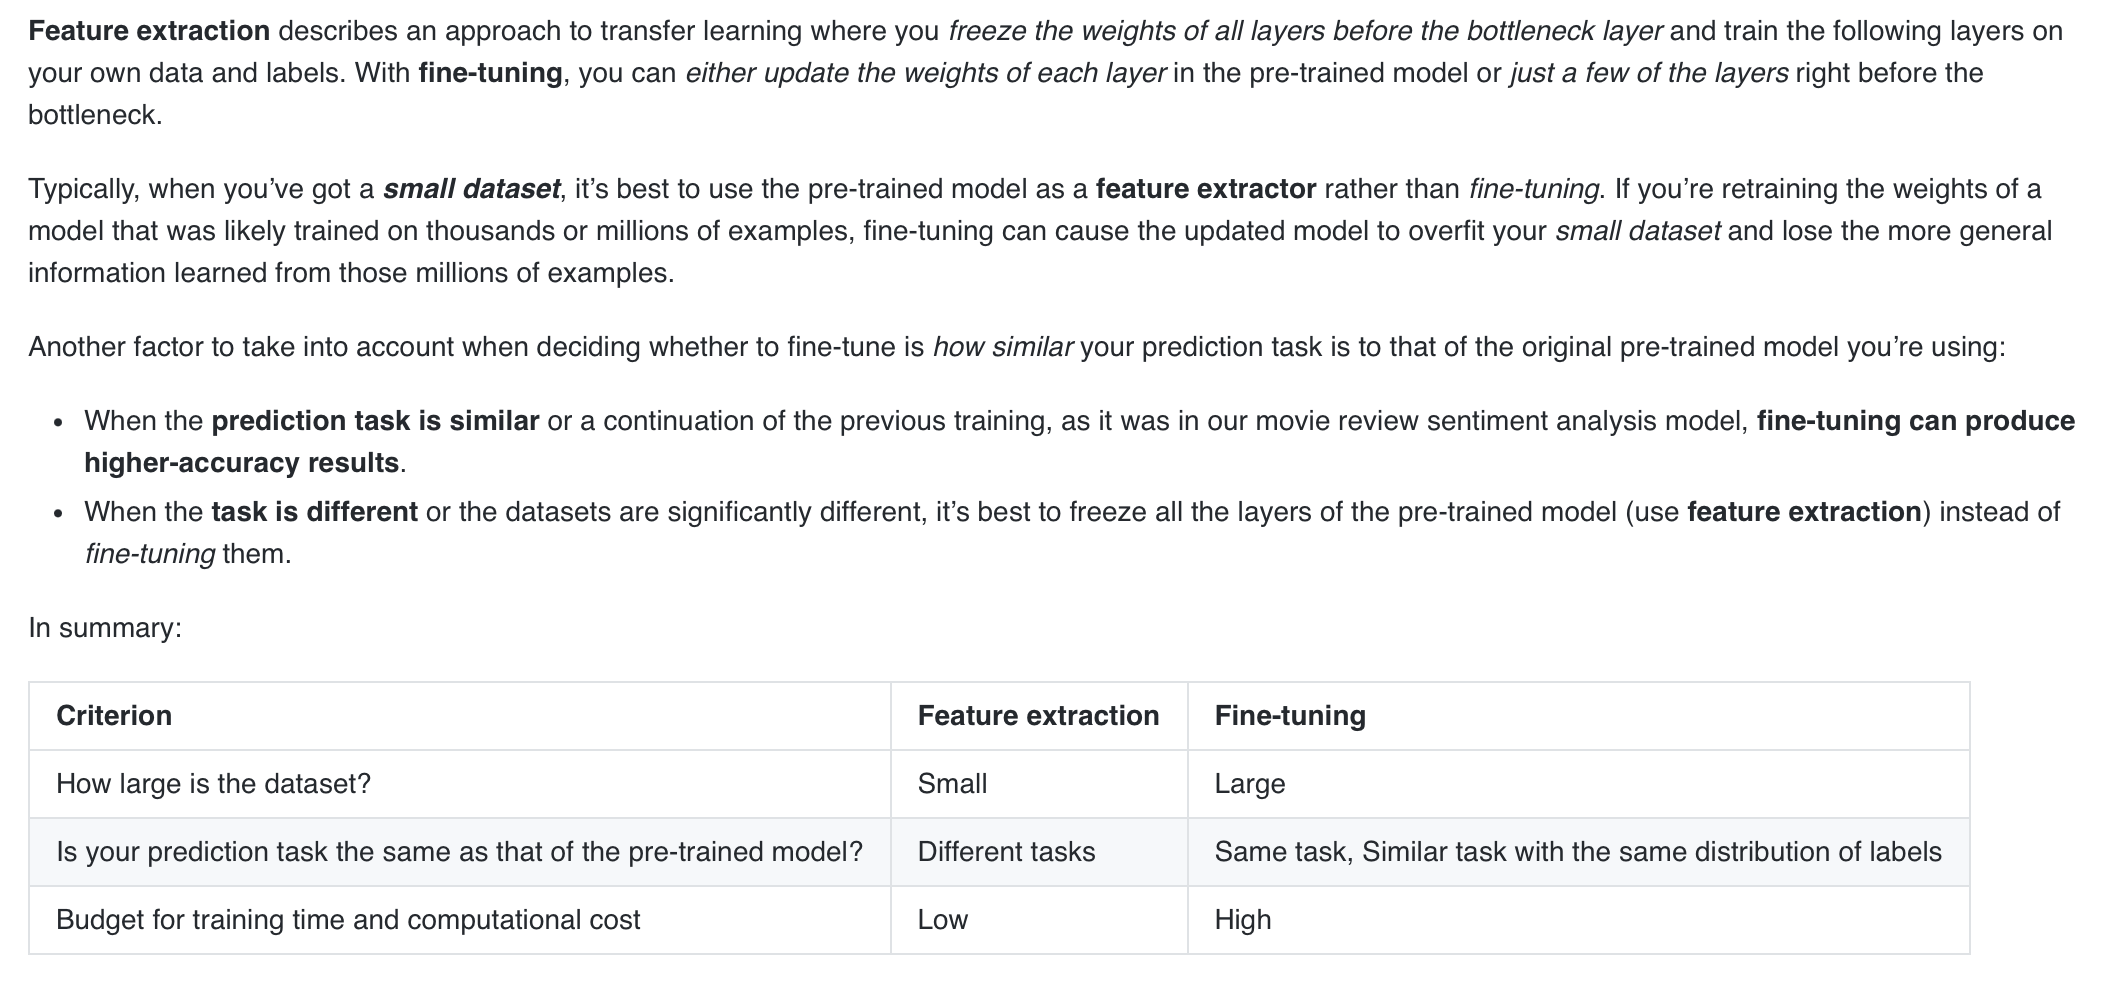 Feature extraction describes an approach to transfer learning where you freeze the weights of all layers before the bottleneck layer and train the following layers on
your own data and labels. With fine-tuning, you can either update the weights of each layer in the pre-trained model or just a few of the layers right before the
bottleneck.
Typically, when you’ve got a small dataset, it’s best to use the pre-trained model as a feature extractor rather than fine-tuning. If you’re retraining the weights of a
model that was likely trained on thousands or millions of examples, fine-tuning can cause the updated model to overfit your small dataset and lose the more general
information learned from those millions of examples.
Another factor to take into account when deciding whether to fine-tune is how similar your prediction task is to that of the original pre-trained model you’re using:
• When the prediction task is similar or a continuation of the previous training, as it was in our movie review sentiment analysis model, fine-tuning can produce
higher-accuracy results.
• When the task is different or the datasets are significantly different, it’s best to freeze all the layers of the pre-trained model (use feature extraction) instead of
fine-tuning them.
In summary:
Criterion Feature extraction Fine-tuning
How large is the dataset? Small Large
Is your prediction task the same as that of the pre-trained model? Different tasks Same task, Similar task with the same distribution of labels
Budget for training time and computational cost Low High